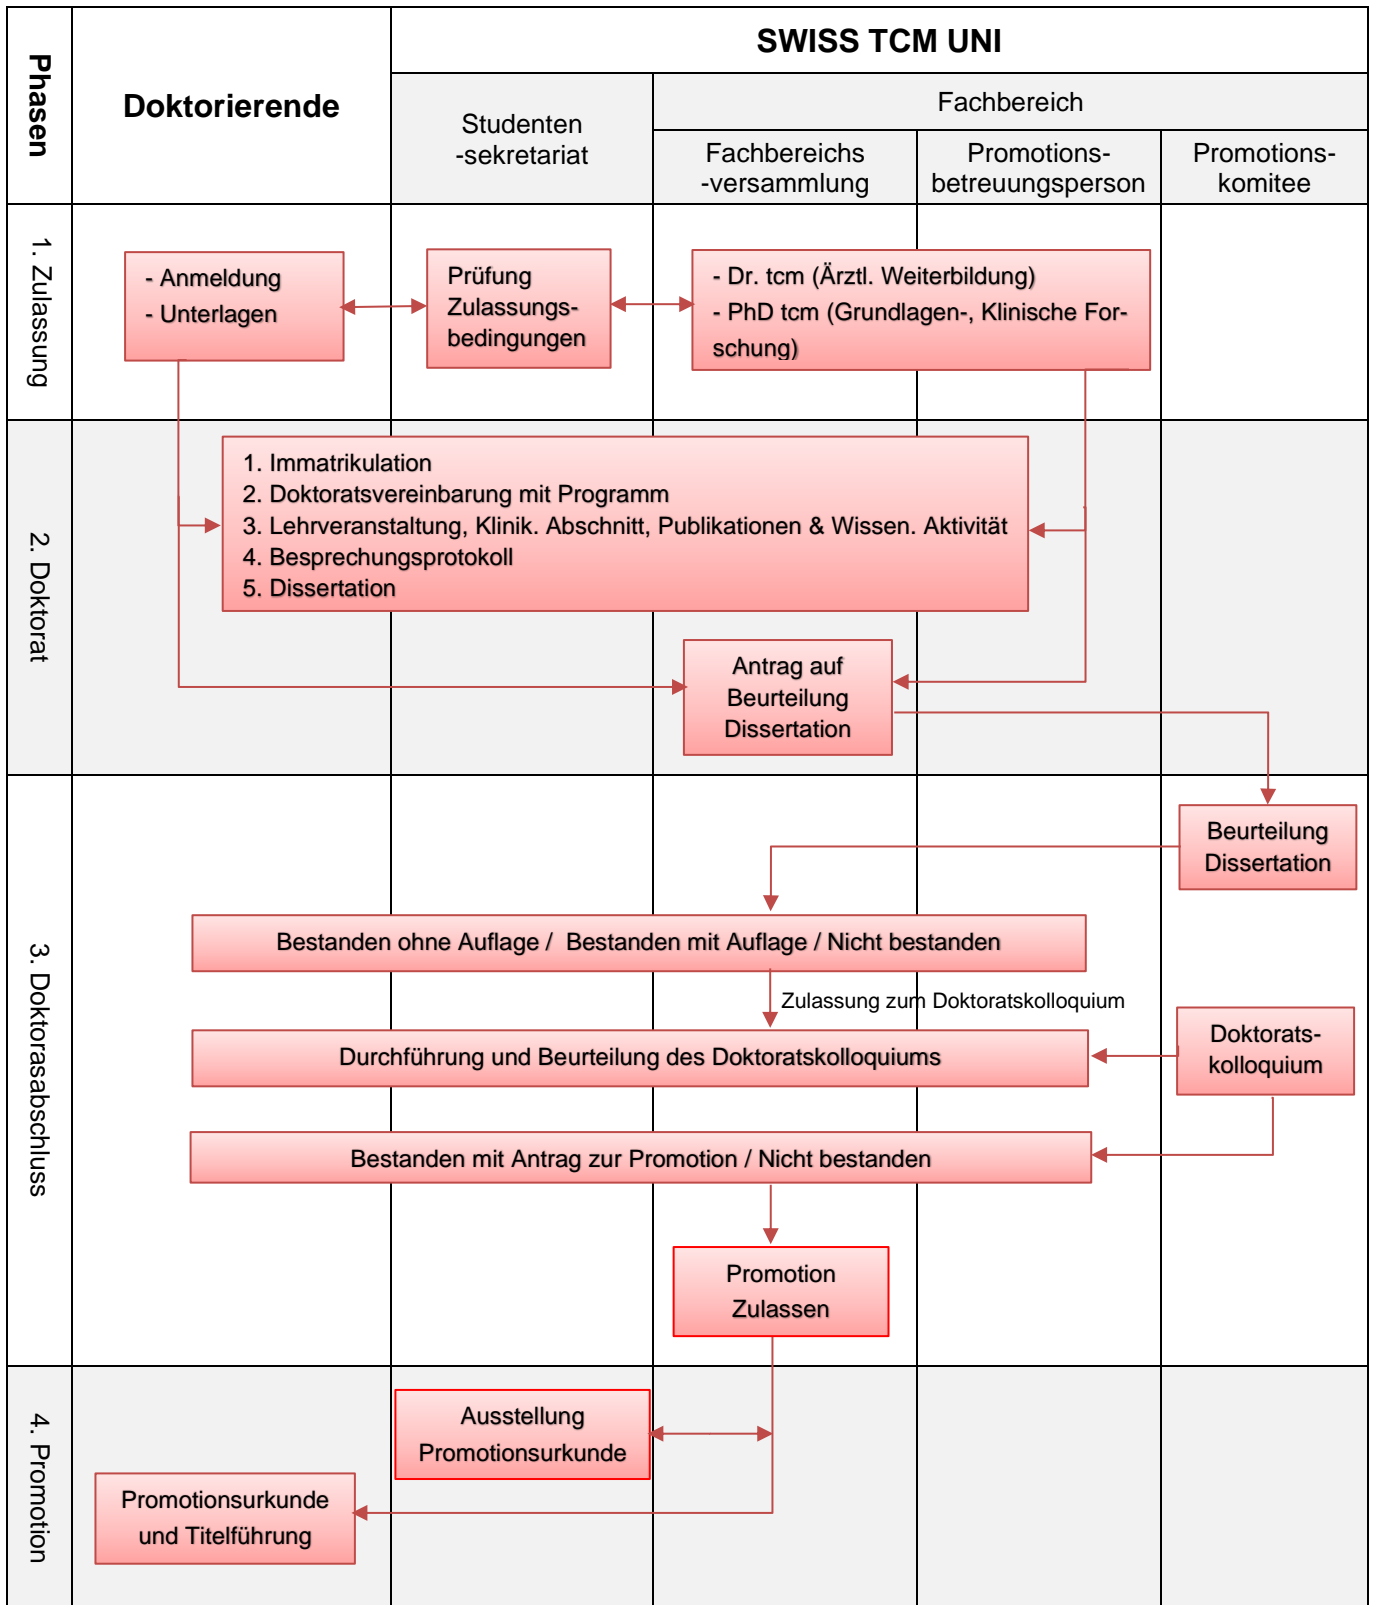 SWISS TCM UNI
Phasen
Doktorierende
Studenten
-sekretariat
Fachbereich
Fachbereichs
-versammlung
Promotions-
betreuungsperson
Promotions-
komitee
1. Zulassung
- Anmeldung
- Unterlagen
Prüfung
Zulassungs-
bedingungen
- Dr. tcm (Ärztl. Weiterbildung)
- PhD tcm (Grundlagen-, Klinische For-
schung)
2. Doktorat
1. Immatrikulation
2. Doktoratsvereinbarung mit Programm
3. Lehrveranstaltung, Klinik. Abschnitt, Publikationen & Wissen. Aktivität
4. Besprechungsprotokoll
5. Dissertation
Antrag auf
Beurteilung
Dissertation
3. Doktorasabschluss
Beurteilung
Dissertation
Bestanden ohne Auflage / Bestanden mit Auflage / Nicht bestanden
Zulassung zum Doktoratskolloquium
Durchführung und Beurteilung des Doktoratskolloquiums
Doktorats-
kolloquium
Bestanden mit Antrag zur Promotion / Nicht bestanden
Promotion
Zulassen
4. Promotion
Ausstellung
Promotionsurkunde
Promotionsurkunde
und Titelführung